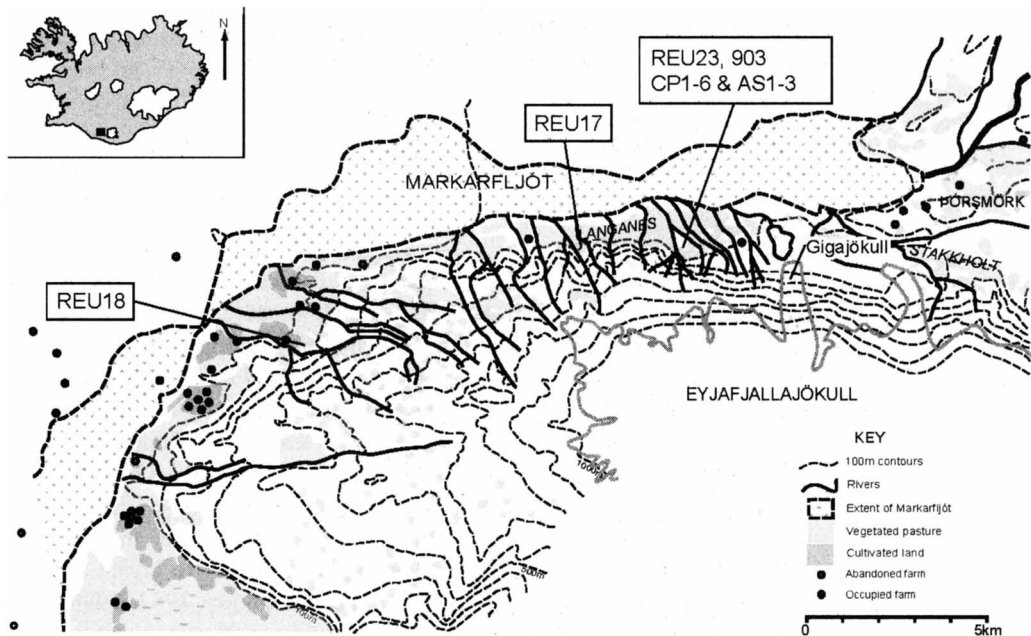 N
REU23, 903
CP1-6 & AS1-3
REU17
MARKARFLJÓT
LANGANES
ÞÓRSMÖRK
Gigajökull
STAKKHOLT
REU18
EYJAFJALLAJÖKULL
1000m
500m
100m
KEY
100m contours
Rivers
Extent of Markarfljót
Vegetated pasture
Cultivated land
Abandoned farm
Occupied farm
0
5km